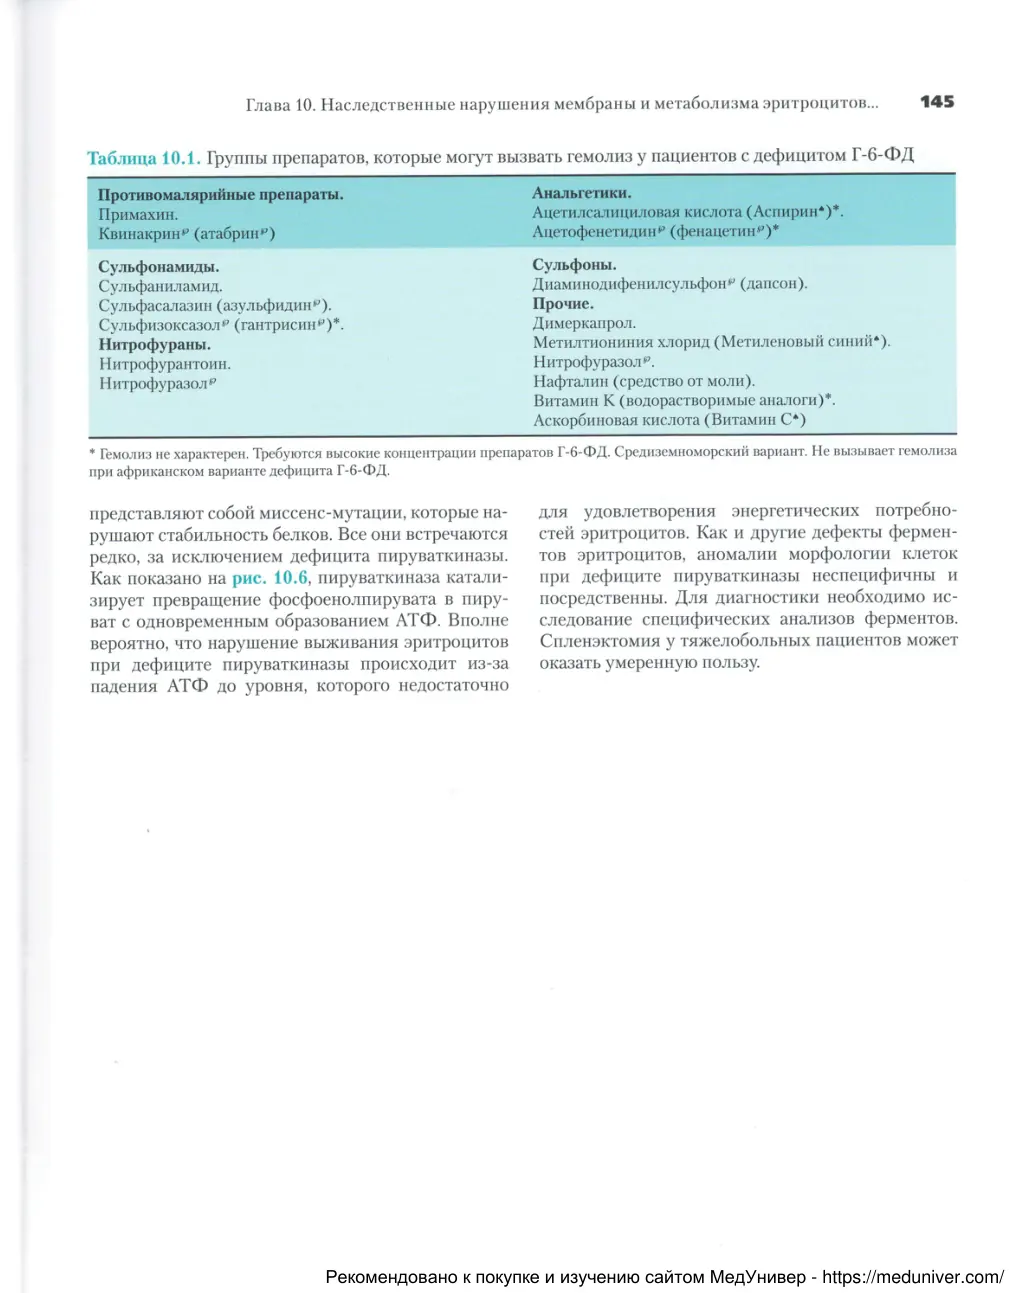 Глава 10. Наследственные нарушения мембраны и метаболизма эритроцитов... 145
Таблица 10.1. Группы препаратов, которые могут вызвать гемолиз у пациентов с дефицитом Г-6-ФД
Противомалярийные препараты.
Примахин.
Квинакрин℘ (атабрин℘)
Анальгетики.
Ацетилсалициловая кислота (Аспирин♠)*.
Ацетофенетидин℘ (фенацетин℘)*
Сульфонамиды.
Сульфаниламид.
Сульфасалазин (азульфидин℘).
Сульфизоксазол℘ (гантрисин℘)*.
Нитрофураны.
Нитрофурантоин.
Нитрофуразол℘
Сульфоны.
Диаминодифенилсульфон℘ (дапсон).
Прочие.
Димеркапрол.
Метилтиониния хлорид (Метиленовый синий♠).
Нитрофуразол℘.
Нафталин (средство от моли).
Витамин К (водорастворимые аналоги)*.
Аскорбиновая кислота (Витамин С♠)
* Гемолиз не характерен. Требуются высокие концентрации препаратов Г-6-ФД. Средиземноморский вариант. Не вызывает гемолиза
при африканском варианте дефицита Г-6-ФД.
представляют собой миссенс-мутации, которые на-
рушают стабильность белков. Все они встречаются
редко, за исключением дефицита пируваткиназы.
Как показано на рис. 10.6, пируваткиназа катали-
зирует превращение фосфоенолпирувата в пиру-
ват с одновременным образованием АТФ. Вполне
вероятно, что нарушение выживания эритроцитов
при дефиците пируваткиназы происходит из-за
падения АТФ до уровня, которого недостаточно
для удовлетворения энергетических потребно-
стей эритроцитов. Как и другие дефекты фермен-
тов эритроцитов, аномалии морфологии клеток
при дефиците пируваткиназы неспецифичны и
посредственны. Для диагностики необходимо ис-
следование специфических анализов ферментов.
Спленэктомия у тяжелобольных пациентов может
оказать умеренную пользу.
Рекомендовано к покупке и изучению сайтом МедУнивер - https://meduniver.com/